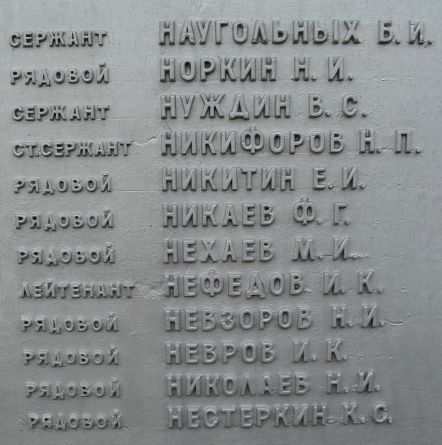 СЕРЖАНТ НАУГОЛЬНЫХ Б. И.
РЯДОВОЙ НОРКИН Н. И.
СЕРЖАНТ НУЖДИН В. С.
СТ. СЕРЖАНТ НИКИФОРОВ Н. П.
РЯДОВОЙ НИКИТИН Е. И.
РЯДОВОЙ НИКАЕВ Ф. Г.
РЯДОВОЙ НЕХАЕВ М. И.
ЛЕЙТЕНАНТ НЕФЕДОВ И. К.
РЯДОВОЙ НЕВЗОРОВ Н. И.
РЯДОВОЙ НЕВРОВ И. К.
РЯДОВОЙ НИКОЛАЕВ Н. И.
РЯДОВОЙ НЕСТЕРКИН К. С.